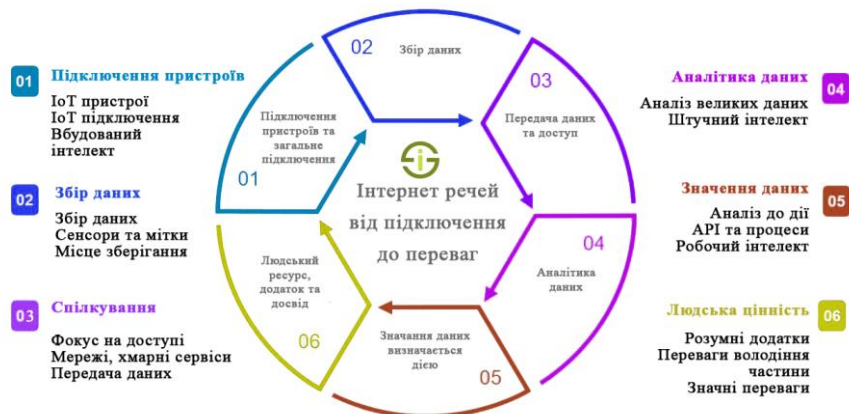 01 Підключення пристроїв
ІоТ пристрої
ІоТ підключення
Вбудований
інтелект
02 Збір даних
Збір даних
Сенсори та мітки
Місце зберігання
03 Спілкування
Фокус на доступі
Мережі, хмарні сервіси
Передача даних
01
Підключення
пристроїв та
загальне
підключення
02
Збір даних
03
Передача даних
та доступ
04
Аналітика
даних
05
Значання даних
визначається
дією
06
Людський
ресурс,
додаток та
досвід
Інтернет речей
від підключення
до переваг
Аналітика даних 04
Аналіз великих даних
Штучний інтелект
Значення даних 05
Аналіз до дії
АРІ та процеси
Робочий інтелект
Людська цінність 06
Розумні додатки
Переваги володіння
частини
Значні переваги